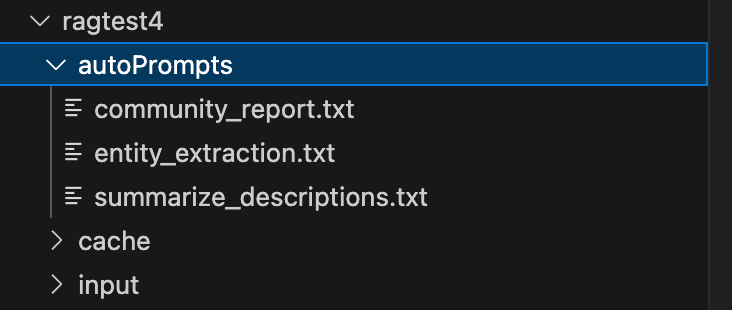 ragtest4
autoPrompts
community_report.txt
entity_extraction.txt
summarize_descriptions.txt
cache
input